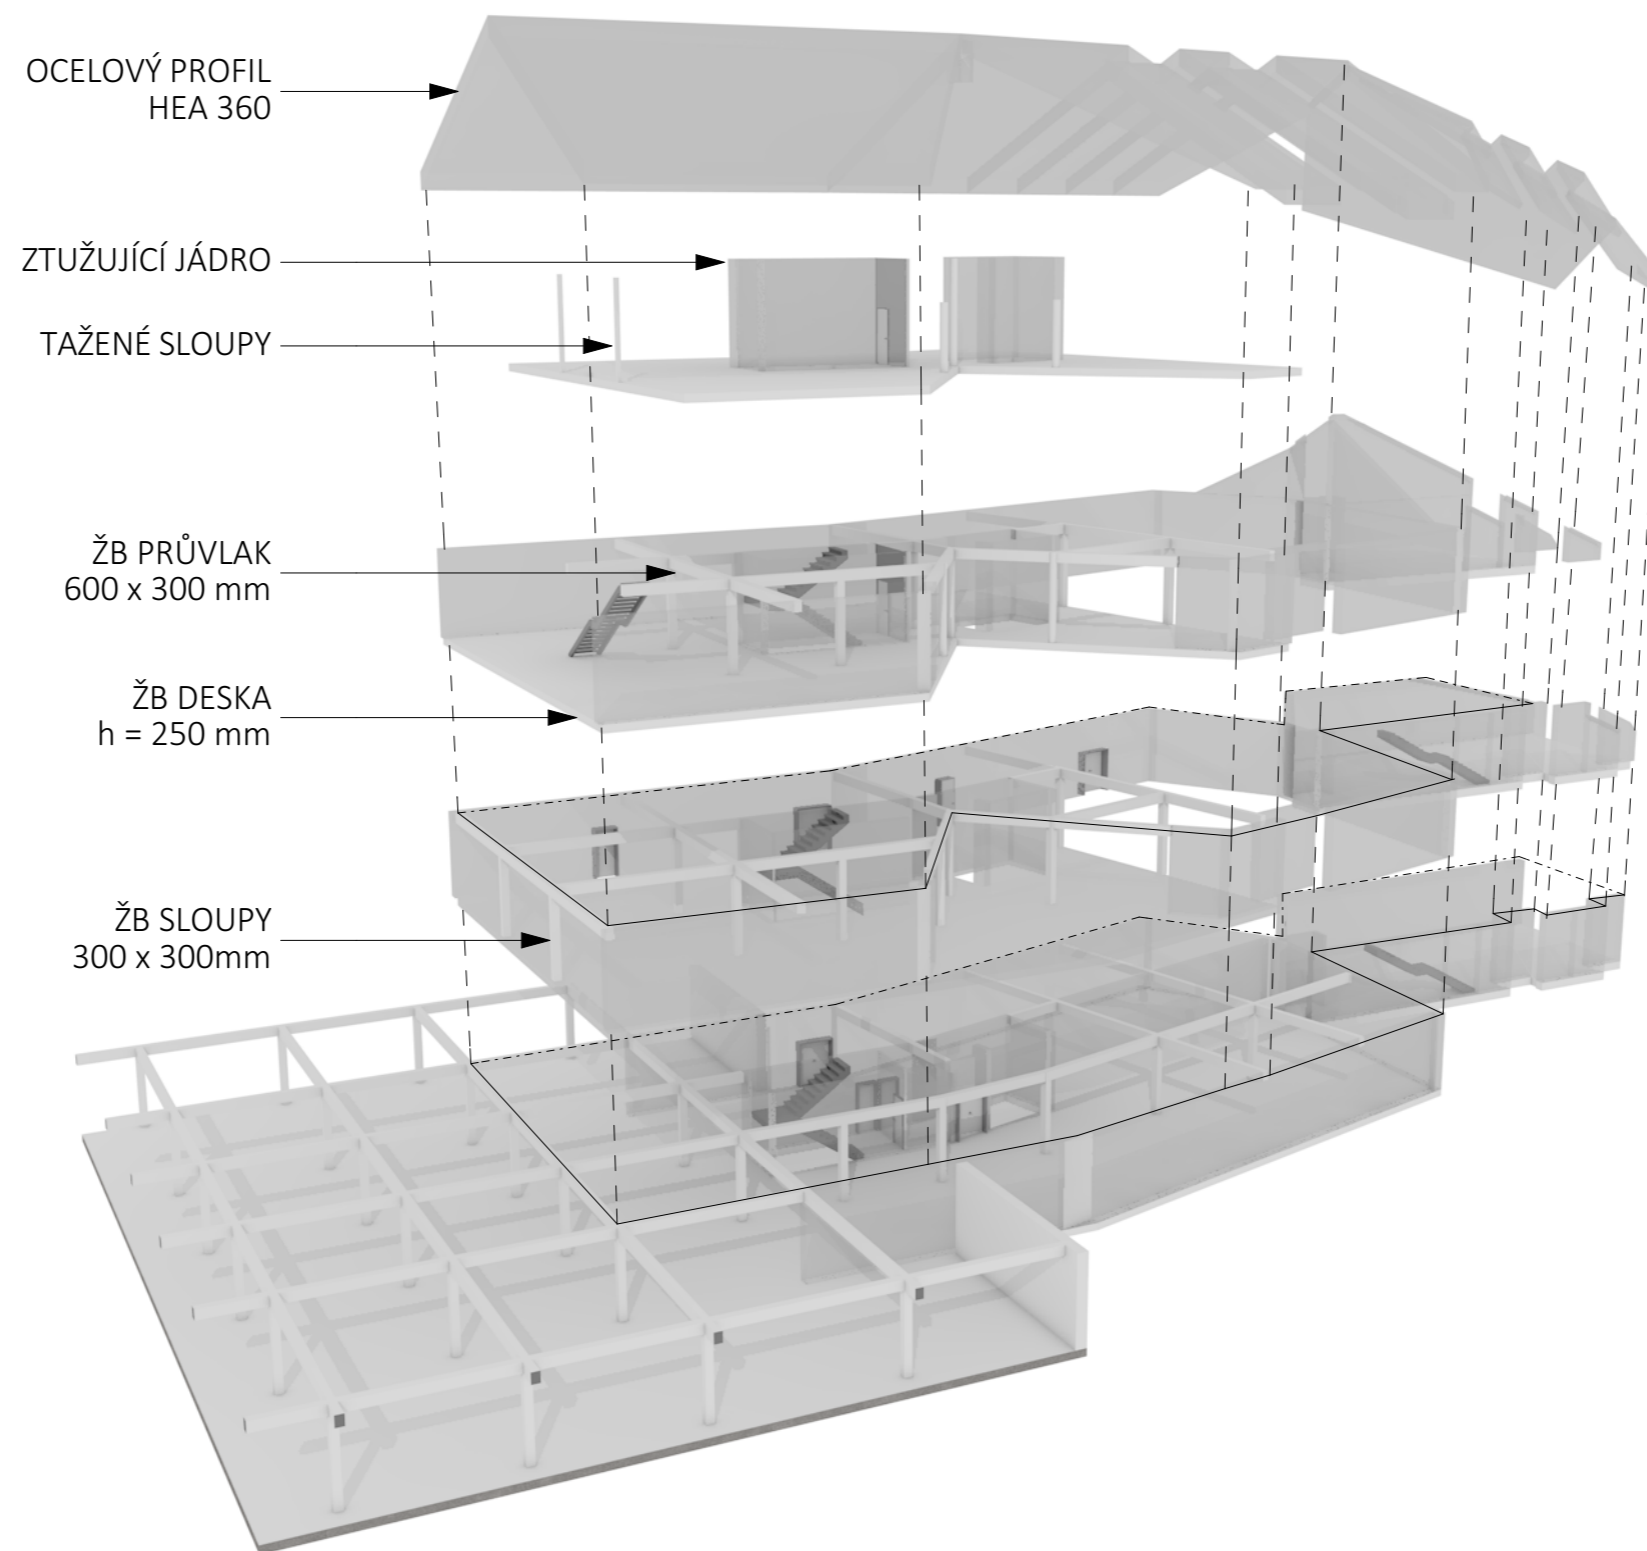 OCELOVÝ PROFIL
HEA 360
ZTUŽUJÍCÍ JÁDRO
TAŽENÉ SLOUPY
ŽB PRŮVLAK
600 x 300 mm
ŽB DESKA
h = 250 mm
ŽB SLOUPY
300 x 300mm